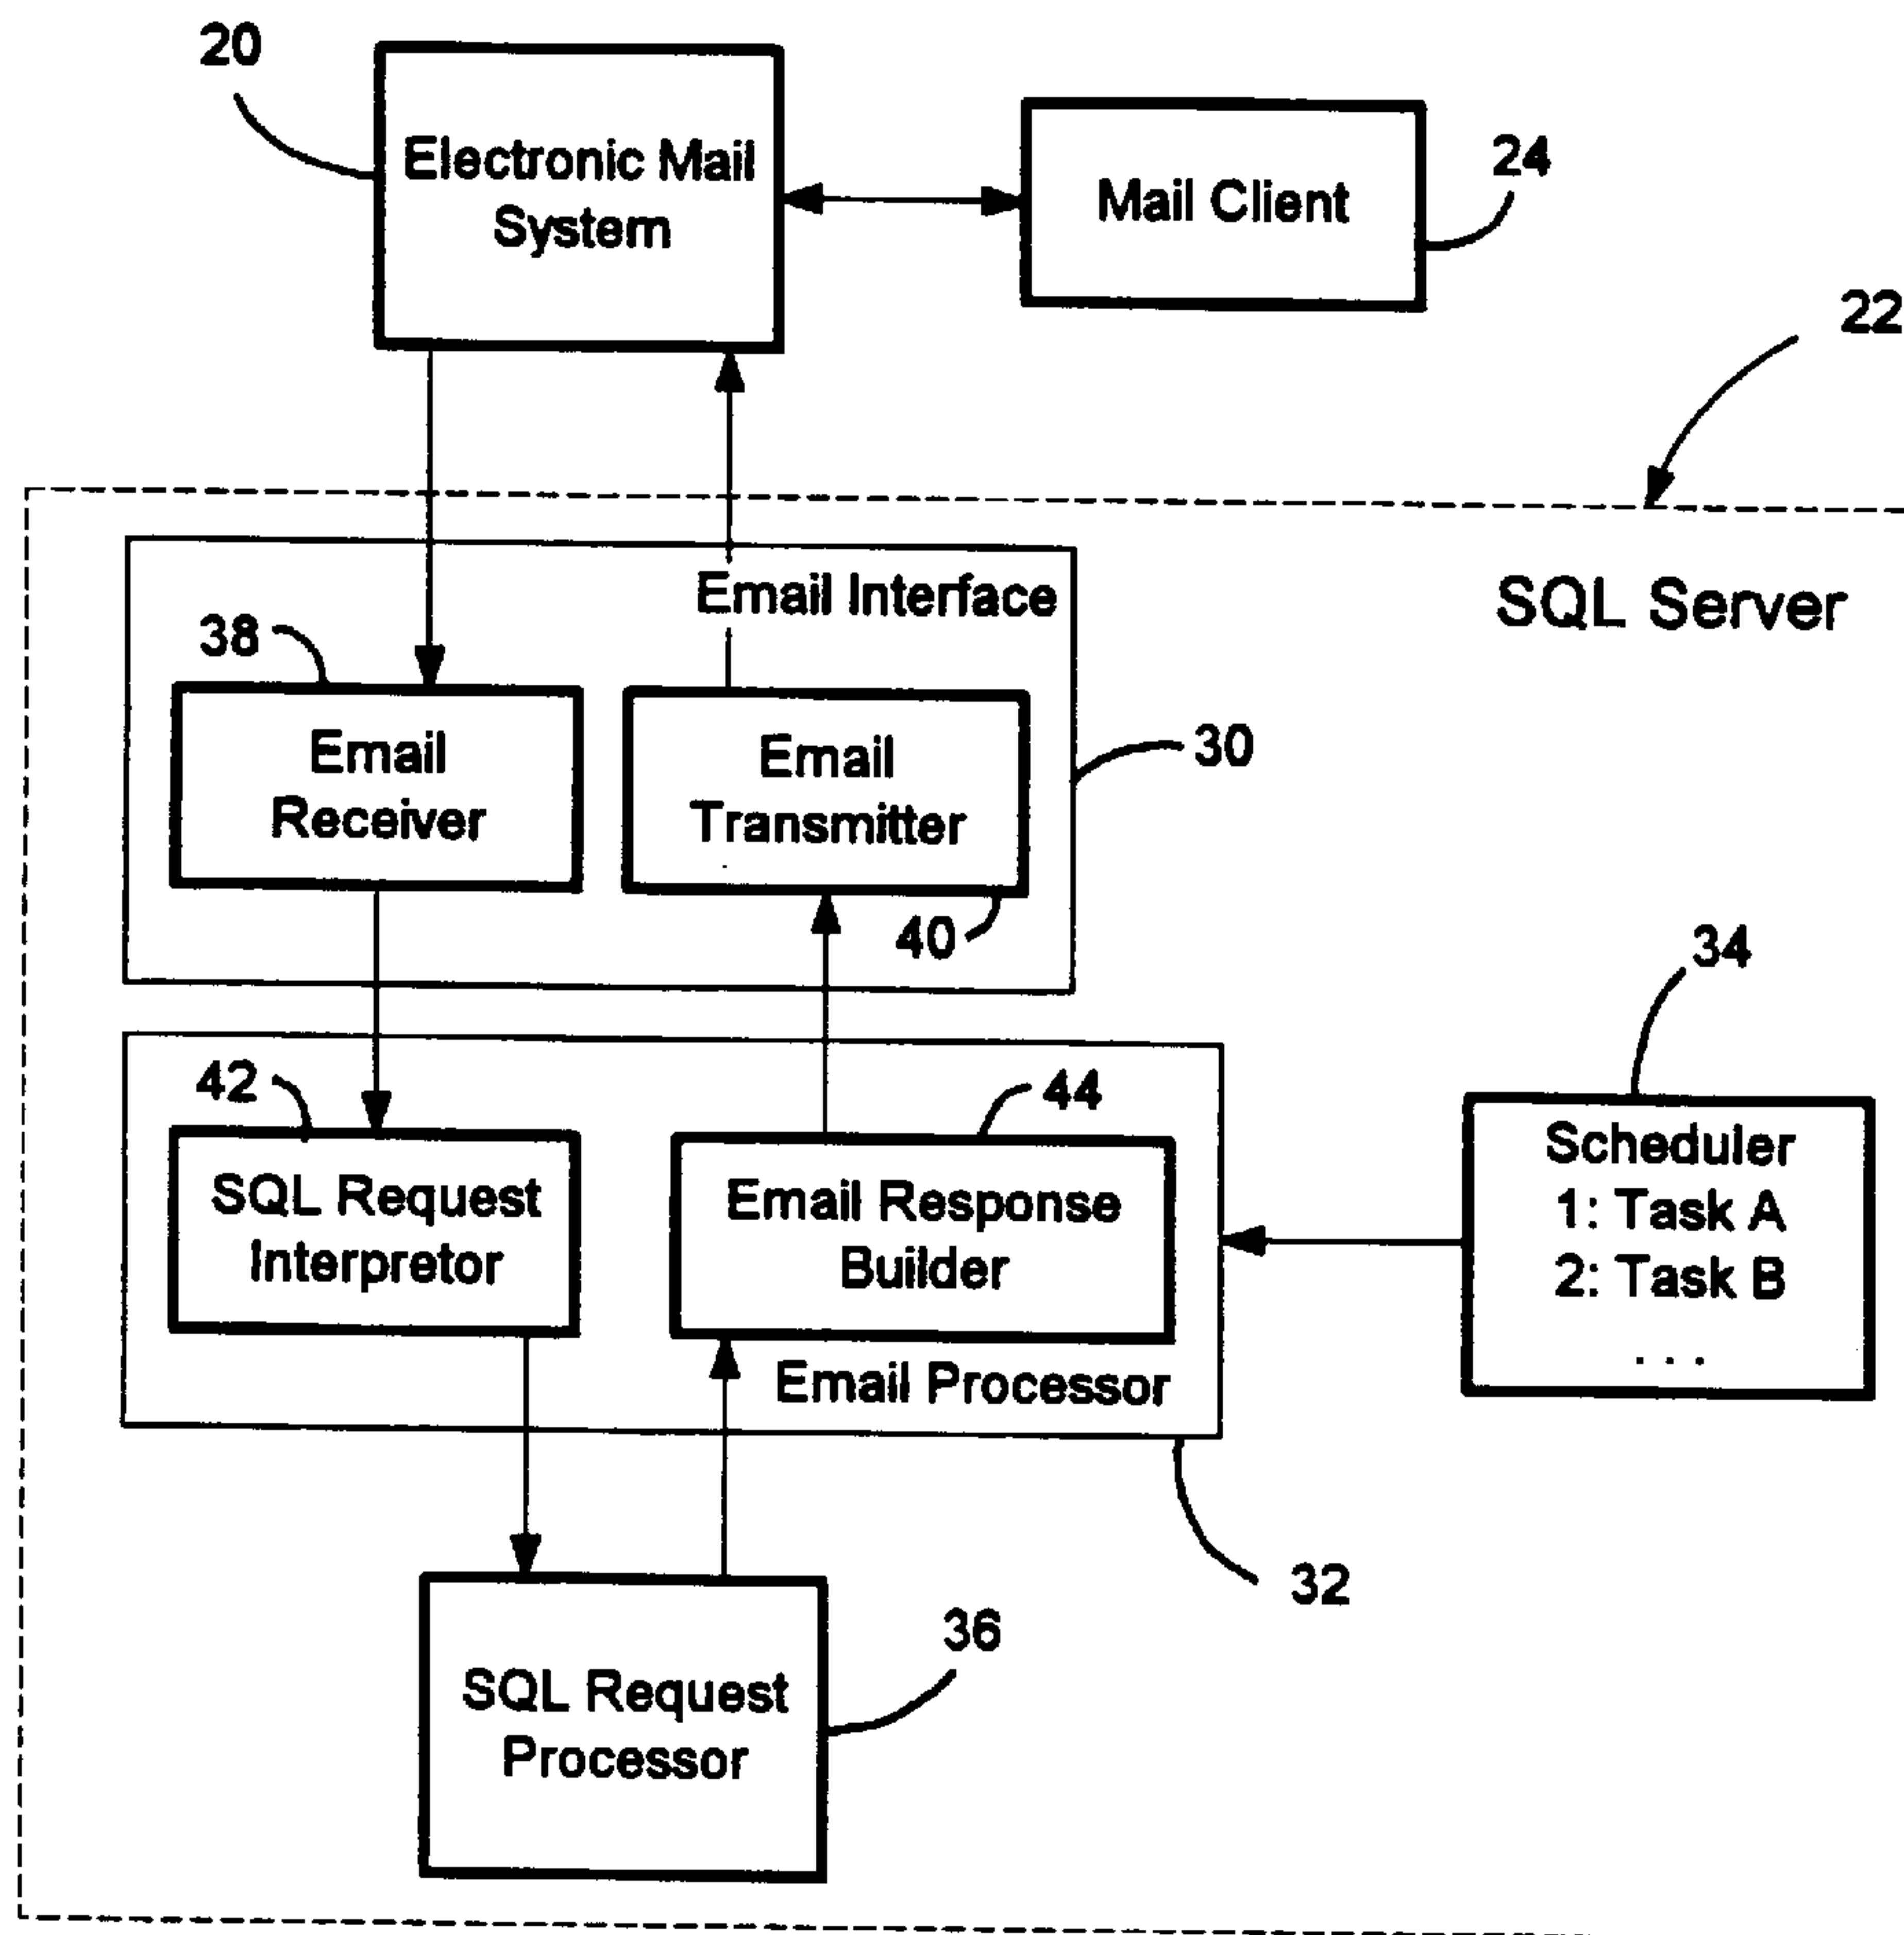 20
Electronic Mail
System
Mail Client
24
22
SQL Server
Email Interface
38
Email
Receiver
Email
Transmitter
30
40
34
42
44
SQL Request
Interpretor
Email Response
Builder
Scheduler
1: Task A
2: Task B
. . .
Email Processor
32
36
SQL Request
Processor